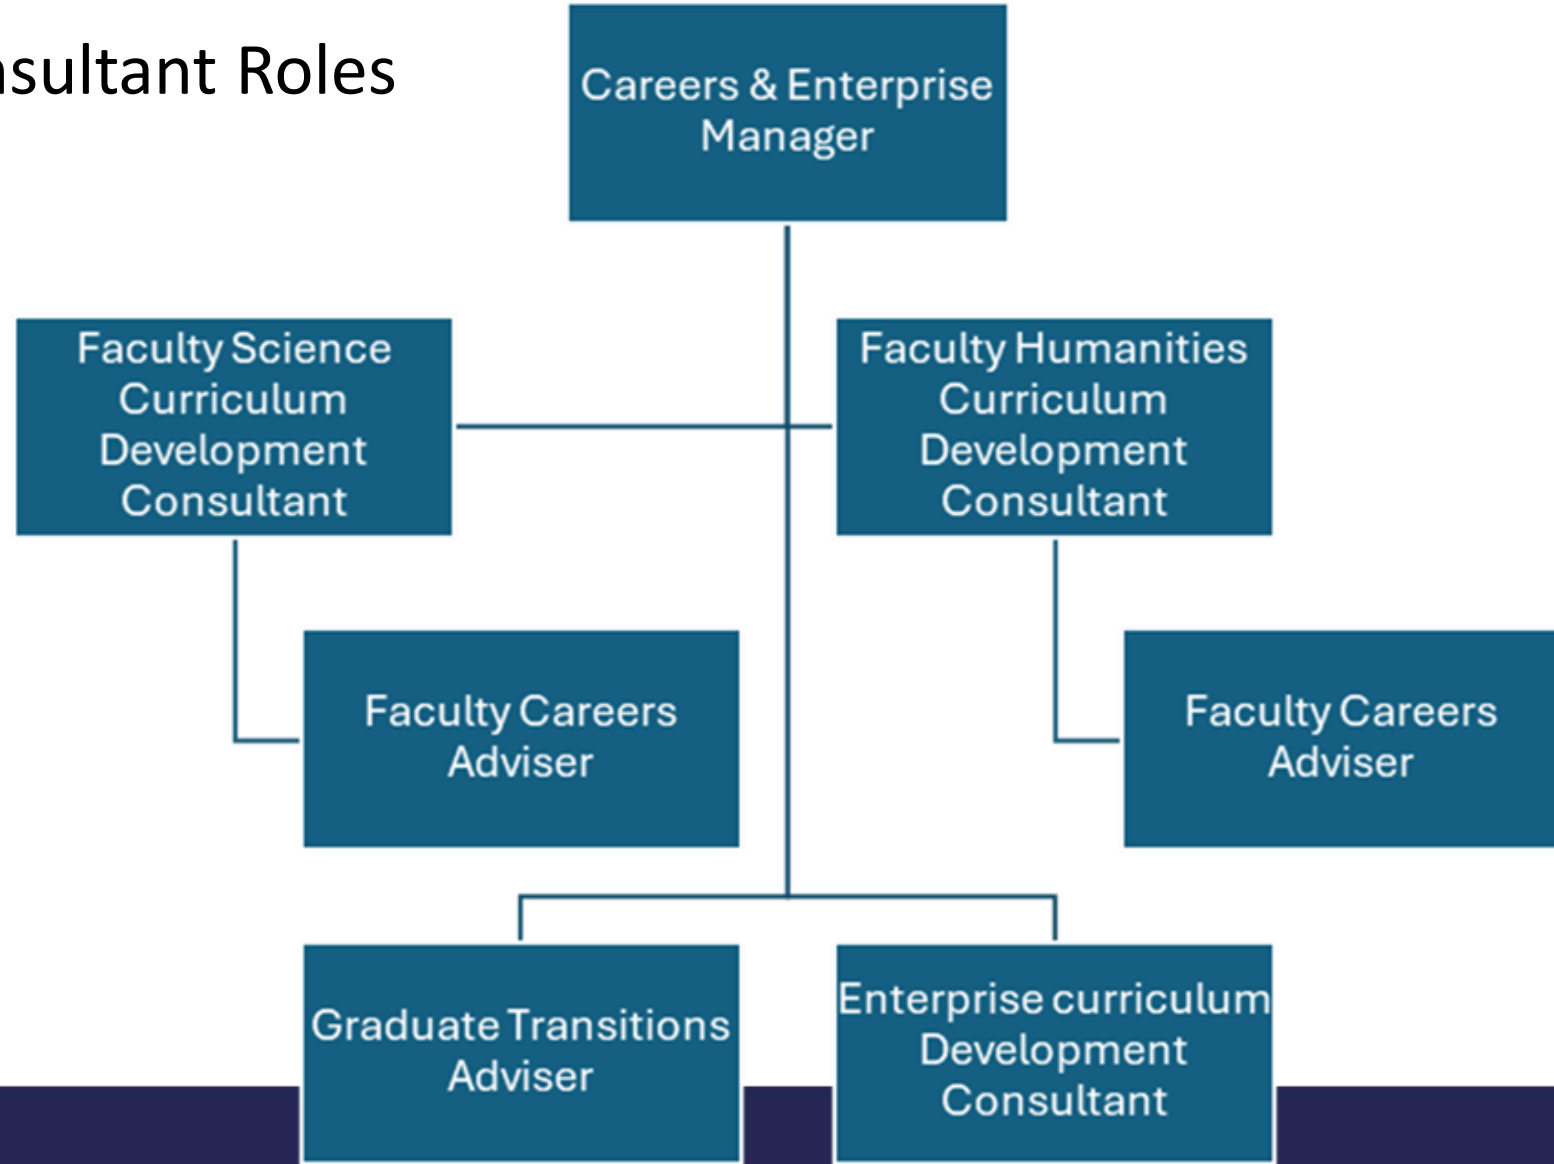 Roles
Careers & Enterprise
Manager
Faculty Science
Curriculum
Development
Consultant
Faculty Humanities
Curriculum
Development
Consultant
Faculty Careers
Adviser
Faculty Careers
Adviser
Graduate Transitions
Adviser
Enterprise curriculum
Development
Consultant